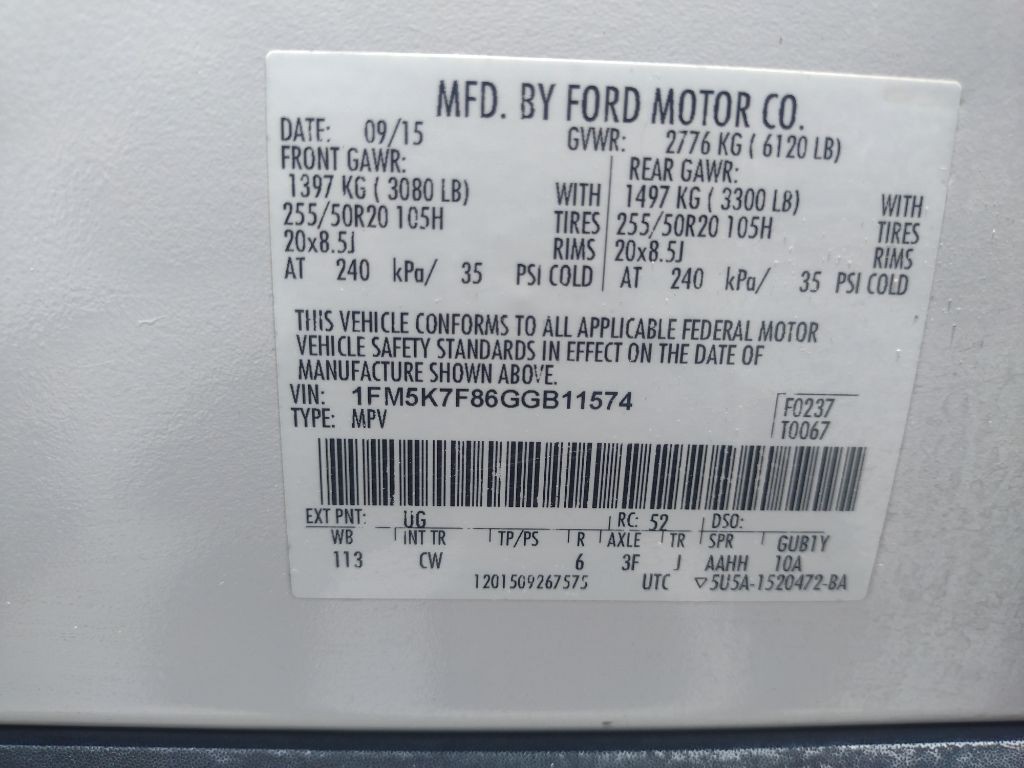 MFD. BY FORD MOTOR CO.
DATE: 09/15 GVWR: 2776 KG ( 6120 LB)
FRONT GAWR: REAR GAWR:
1397 KG ( 3080 LB) WITH 1497 KG ( 3300 LB) WITH
255/50R20 105H TIRES 255/50R20 105H TIRES
20x8.5J RIMS 20x8.5J RIMS
AT 240 kPa/ 35 PSI COLD AT 240 kPa/ 35 PSI COLD
THIS VEHICLE CONFORMS TO ALL APPLICABLE FEDERAL MOTOR
VEHICLE SAFETY STANDARDS IN EFFECT ON THE DATE OF
MANUFACTURE SHOWN ABOVE.
VIN: 1FM5K7F86GGB11574 F0237
TYPE: MPV T0067
EXT PNT: UG RC: 52 DSO:
WB INT TR TP/PS R AXLE TR SPR GUB1Y
113 CW 6 3F J AAHH 10A
1201509267575 UTC ▽5U5A-1520472-BA